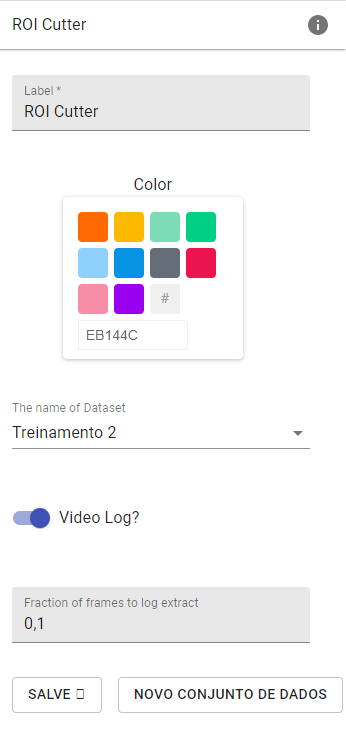 ROI Cutter
Label *
ROI Cutter
Color
#
EB144C
The name of Dataset
Treinamento 2
Video Log?
Fraction of frames to log extract
0,1
SALVE
NOVO CONJUNTO DE DADOS